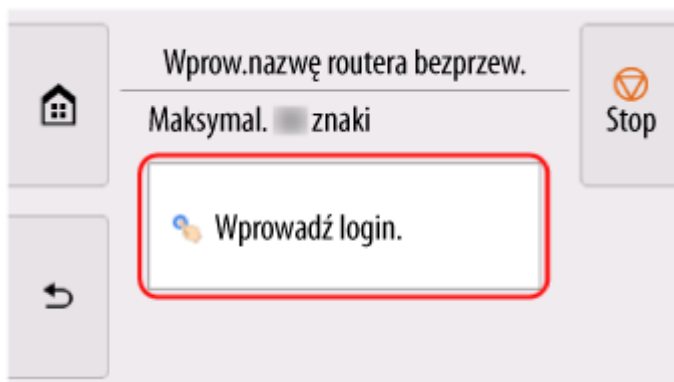 Wprow.nazwę routera bezprzew.
Maksymal. znaki
Stop
Wprowadź login.